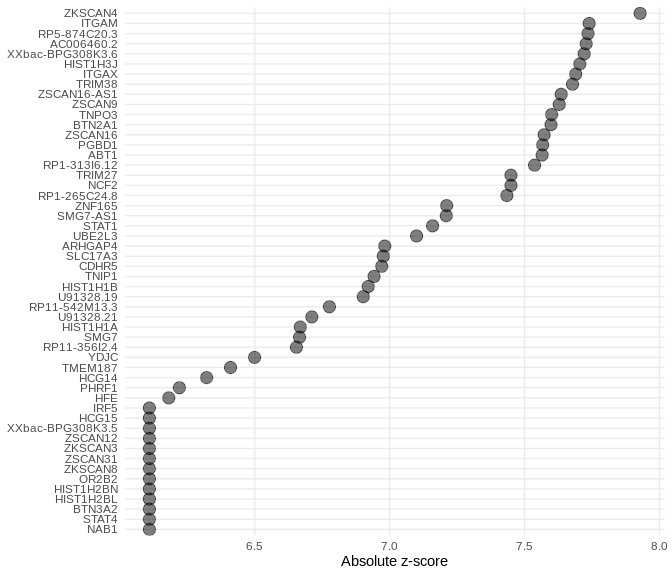 ZKSCAN4
ITGAM
RP5-874C20.3
AC006460.2
XXbac-BPG308K3.6
HIST1H3J
ITGAX
TRIM38
ZSCAN16-AS1
ZSCAN9
TNPO3
BTN2A1
ZSCAN16
PGBD1
ABT1
RP1-313I6.12
TRIM27
NCF2
RP1-265C24.8
ZNF165
SMG7-AS1
STAT1
UBE2L3
ARHGAP4
SLC17A3
CDHR5
TNIP1
HIST1H1B
U91328.19
RP11-542M13.3
U91328.21
HIST1H1A
SMG7
RP11-356I2.4
YDJC
TMEM187
HCG14
PHRF1
HFE
IRF5
HCG15
XXbac-BPG308K3.5
ZSCAN12
ZKSCAN3
ZSCAN31
ZKSCAN8
OR2B2
HIST1H2BN
HIST1H2BL
BTN3A2
STAT4
NAB1
6.5 7.0 7.5 8.0
Absolute z-score